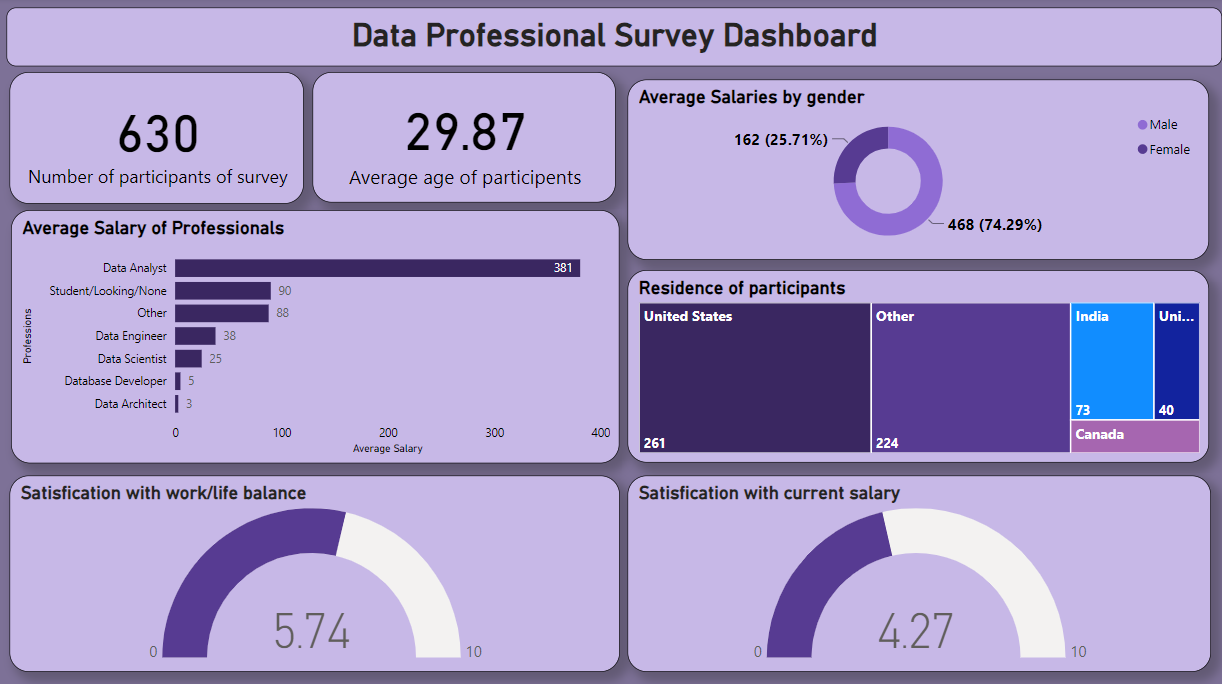 Data Professional Survey Dashboard
630
Number of participants of survey
29.87
Average age of participents
Average Salaries by gender
162 (25.71%)
468 (74.29%)
Male
Female
Average Salary of Professionals
Professions
Data Analyst 381
Student/Looking/None 90
Other 88
Data Engineer 38
Data Scientist 25
Database Developer 5
Data Architect 3
0 100 200 300 400
Average Salary
Residence of participants
United States
261
Other
224
India
73
Uni...
40
Canada
Satisfication with work/life balance
5.74
0 10
Satisfication with current salary
4.27
0 10